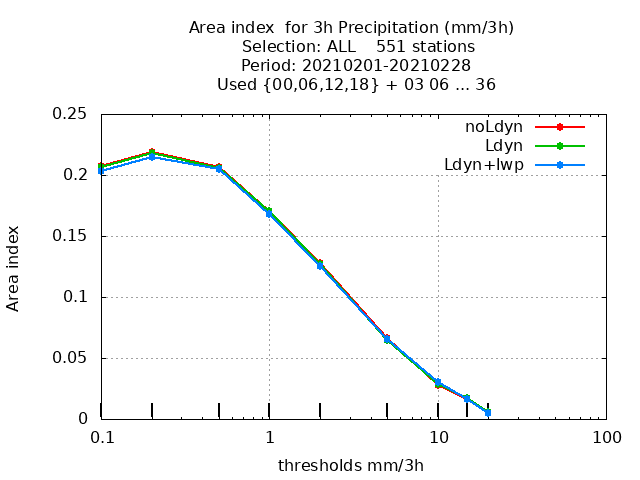 Area index  for 3h Precipitation (mm/3h)
Selection: ALL    551 stations
Period: 20210201-20210228
Used {00,06,12,18} + 03 06 ... 36
noLdyn
Ldyn
Ldyn+lwp
0.25
0.2
0.15
0.1
0.05
0
Area index
0.1 1 10 100
thresholds mm/3h